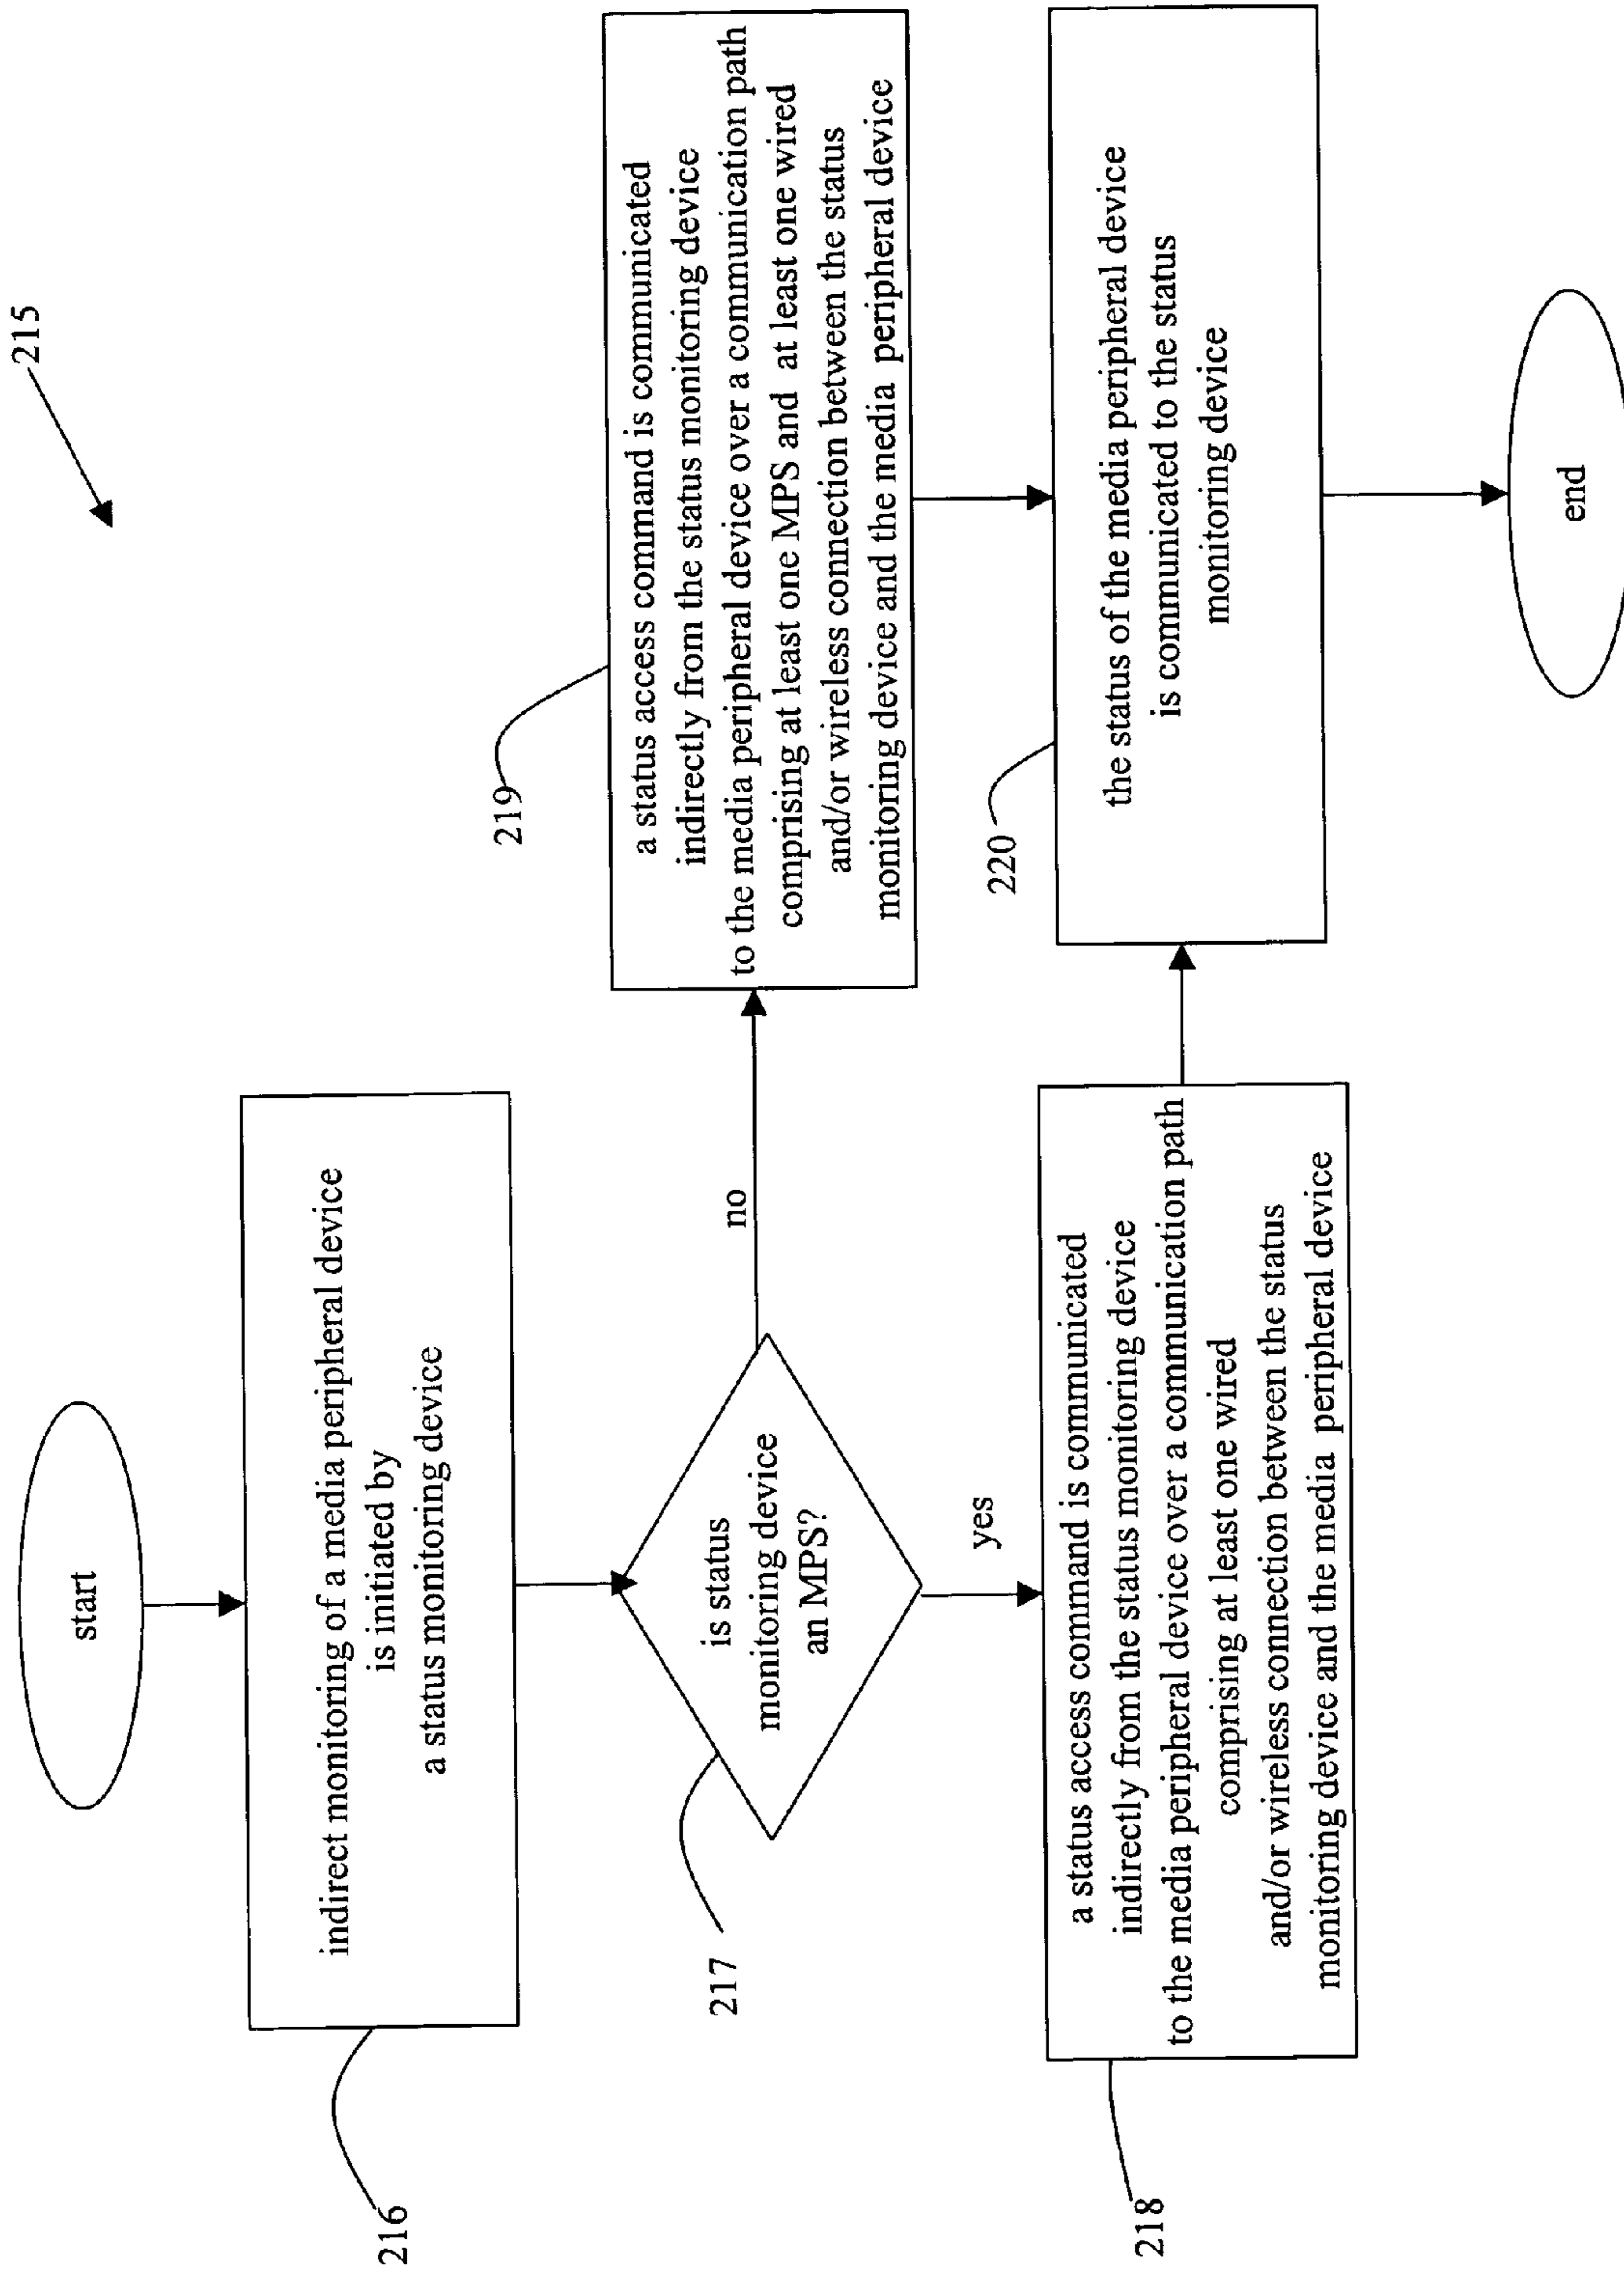 215
start
216
indirect monitoring of a media peripheral device
is initiated by
a status monitoring device
217
is status
monitoring device
an MPS?
no
yes
219
a status access command is communicated
indirectly from the status monitoring device
to the media peripheral device over a communication path
comprising at least one MPS and at least one wired
and/or wireless connection between the status
monitoring device and the media peripheral device
218
a status access command is communicated
indirectly from the status monitoring device
to the media peripheral device over a communication path
comprising at least one wired
and/or wireless connection between the status
monitoring device and the media peripheral device
220
the status of the media peripheral device
is communicated to the status
monitoring device
end